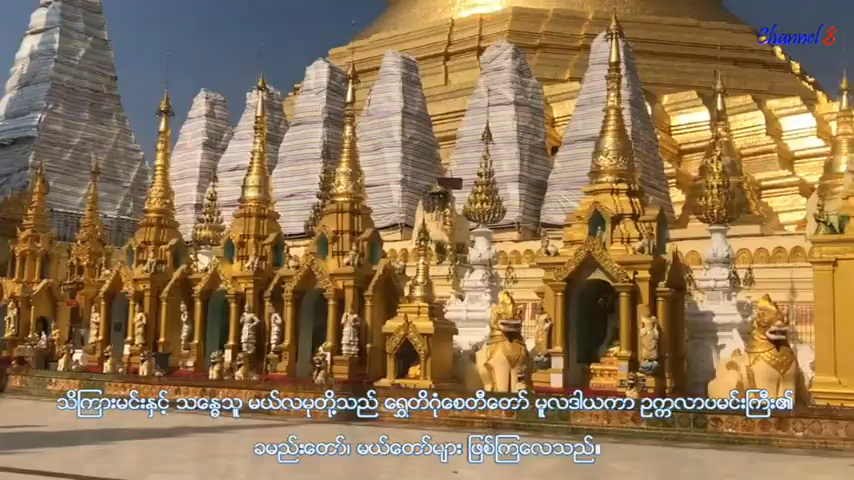 Channel 8
သိကြားမင်းနှင့် သနွေသူ မယ်လမုတို့သည် ရွှေတိဂုံစေတီတော် မူလဒါယကာ ဥက္ကလာပမင်းကြီး၏
ခမည်းတော်၊ မယ်တော်များ ဖြစ်ကြလေသည်။